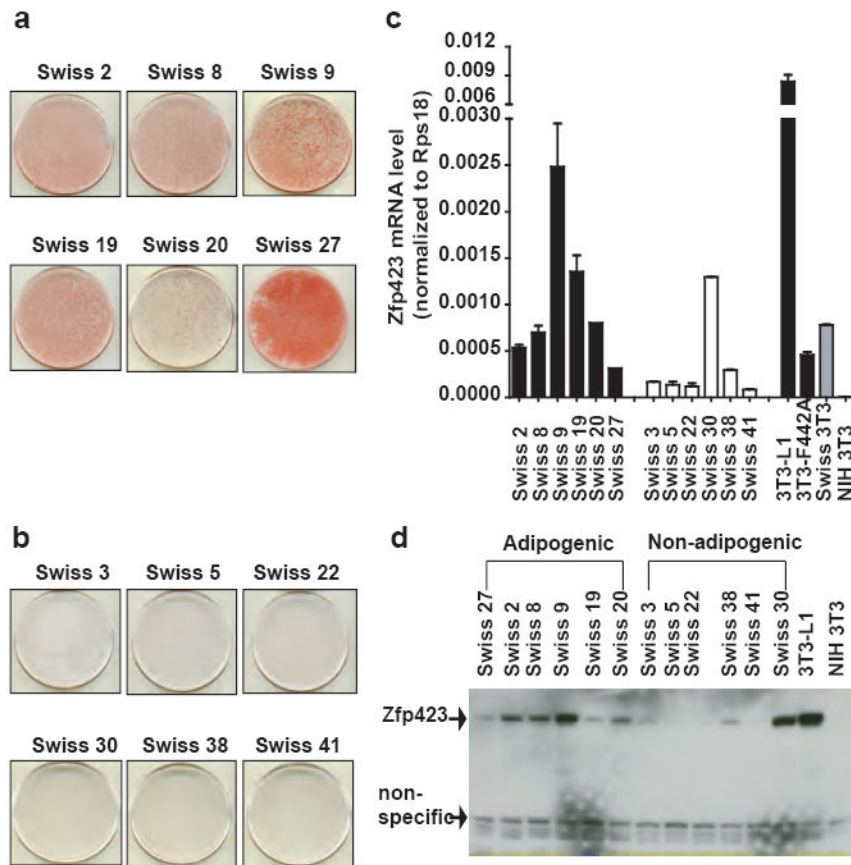 a
Swiss 2 Swiss 8 Swiss 9
Swiss 19 Swiss 20 Swiss 27
b
Swiss 3 Swiss 5 Swiss 22
Swiss 30 Swiss 38 Swiss 41
c
Zfp423 mRNA level
(normalized to Rps18)
0.012
0.009
0.006
0.0030
0.0025
0.0020
0.0015
0.0010
0.0005
0.0000
Swiss 2
Swiss 8
Swiss 9
Swiss 19
Swiss 20
Swiss 27
Swiss 3
Swiss 5
Swiss 22
Swiss 30
Swiss 38
Swiss 41
3T3-L1
3T3-F442A
Swiss 3T3
NIH 3T3
d
Adipogenic Non-adipogenic
Swiss 27
Swiss 2
Swiss 8
Swiss 9
Swiss 19
Swiss 20
Swiss 3
Swiss 5
Swiss 22
Swiss 38
Swiss 41
Swiss 30
3T3-L1
NIH 3T3
Zfp423
non-
specific